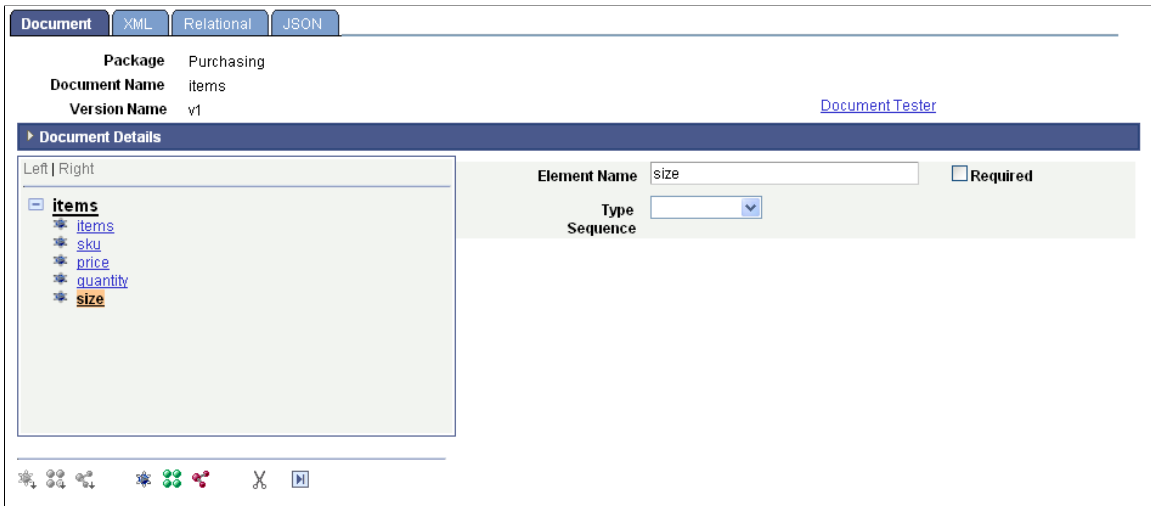 Document XML Relational JSON
Package Purchasing
Document Name items
Version Name v1
Document Tester
Document Details
Left | Right
items
items
sku
price
quantity
size
Element Name size Required
Type
Sequence